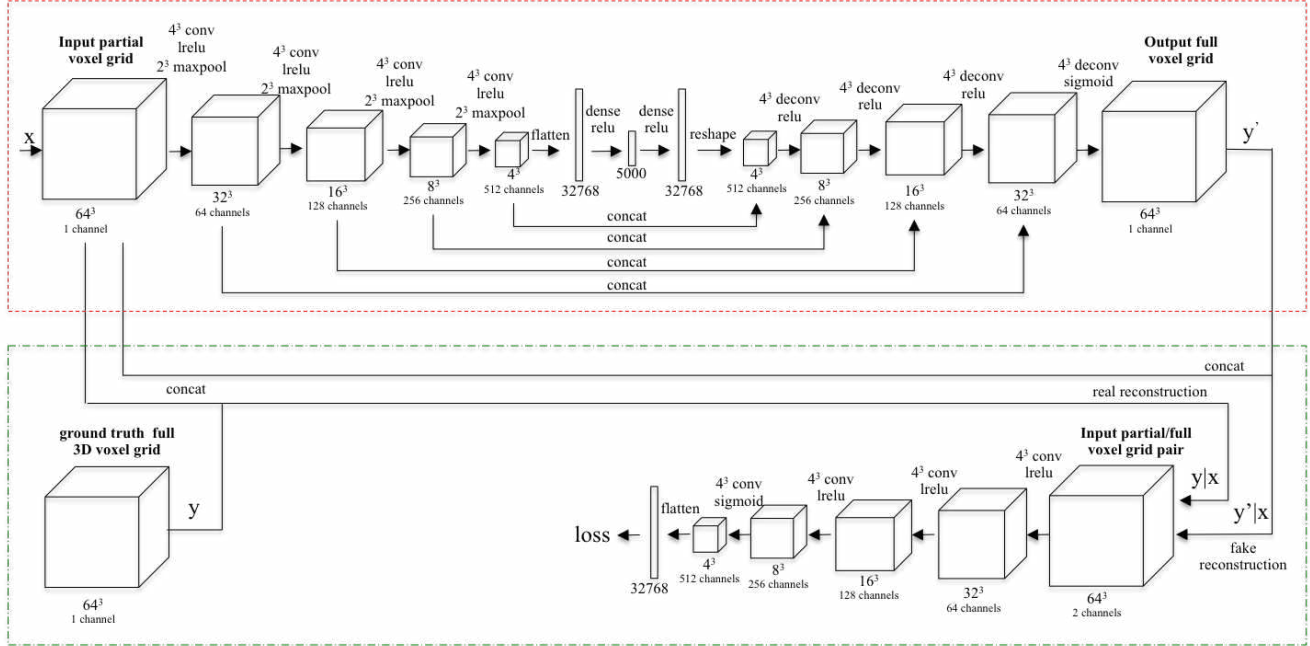 Input partial
voxel grid
4³ conv
lrelu
2³ maxpool
4³ conv
lrelu
2³ maxpool
4³ conv
lrelu
2³ maxpool
4³ conv
lrelu
2³ maxpool
flatten
dense
relu
dense
relu
reshape
4³ deconv
relu
4³ deconv
relu
4³ deconv
relu
4³ deconv
sigmoid
Output full
voxel grid
x
y'
64³
1 channel
32³
64 channels
16³
128 channels
8³
256 channels
4³
512 channels
32768
5000
32768
4³
512 channels
8³
256 channels
16³
128 channels
32³
64 channels
64³
1 channel
concat
concat
concat
concat
concat
concat
real reconstruction
ground truth full
3D voxel grid
y
64³
1 channel
Input partial/full
voxel grid pair
y|x
y'|x
fake
reconstruction
4³ conv
lrelu
4³ conv
lrelu
4³ conv
lrelu
4³ conv
sigmoid
flatten
loss
32768
4³
512 channels
8³
256 channels
16³
128 channels
32³
64 channels
64³
2 channels